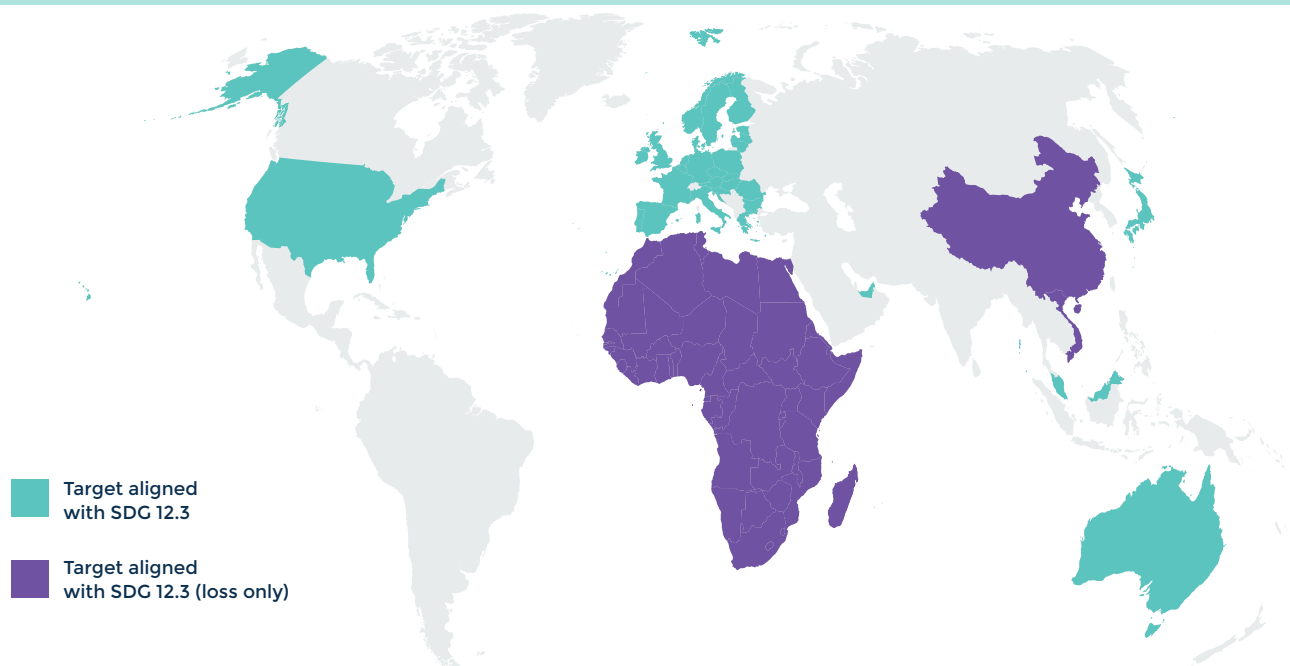 Target aligned
with SDG 12.3
Target aligned
with SDG 12.3 (loss only)